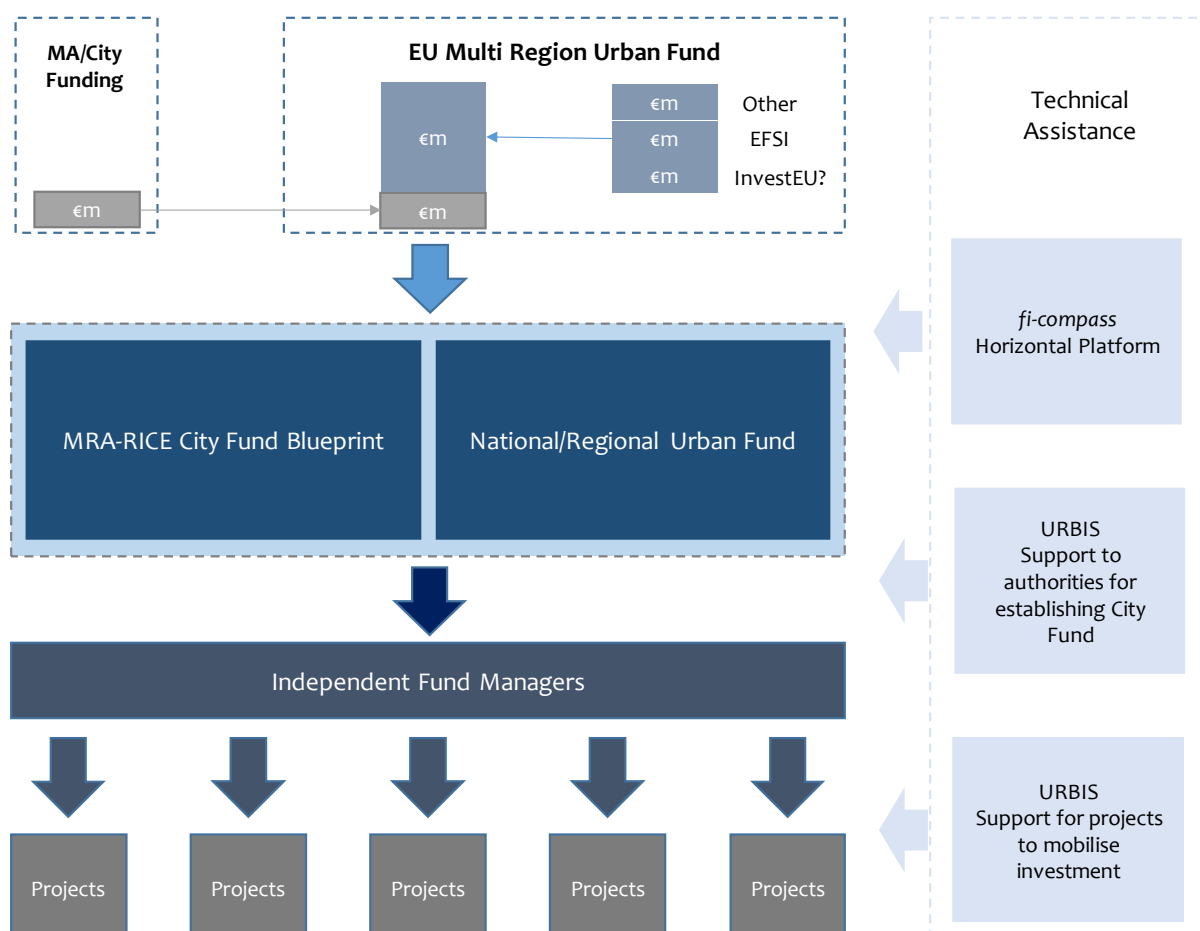 MA/City
Funding
EU Multi Region Urban Fund
€m
Other
€m
€m
EFSI
€m
InvestEU?
€m
€m
Technical
Assistance
fi-compass
Horizontal Platform
MRA-RICE City Fund Blueprint
National/Regional Urban Fund
URBIS
Support to
authorities for
establishing City
Fund
Independent Fund Managers
URBIS
Support for projects
to mobilise
investment
Projects
Projects
Projects
Projects
Projects